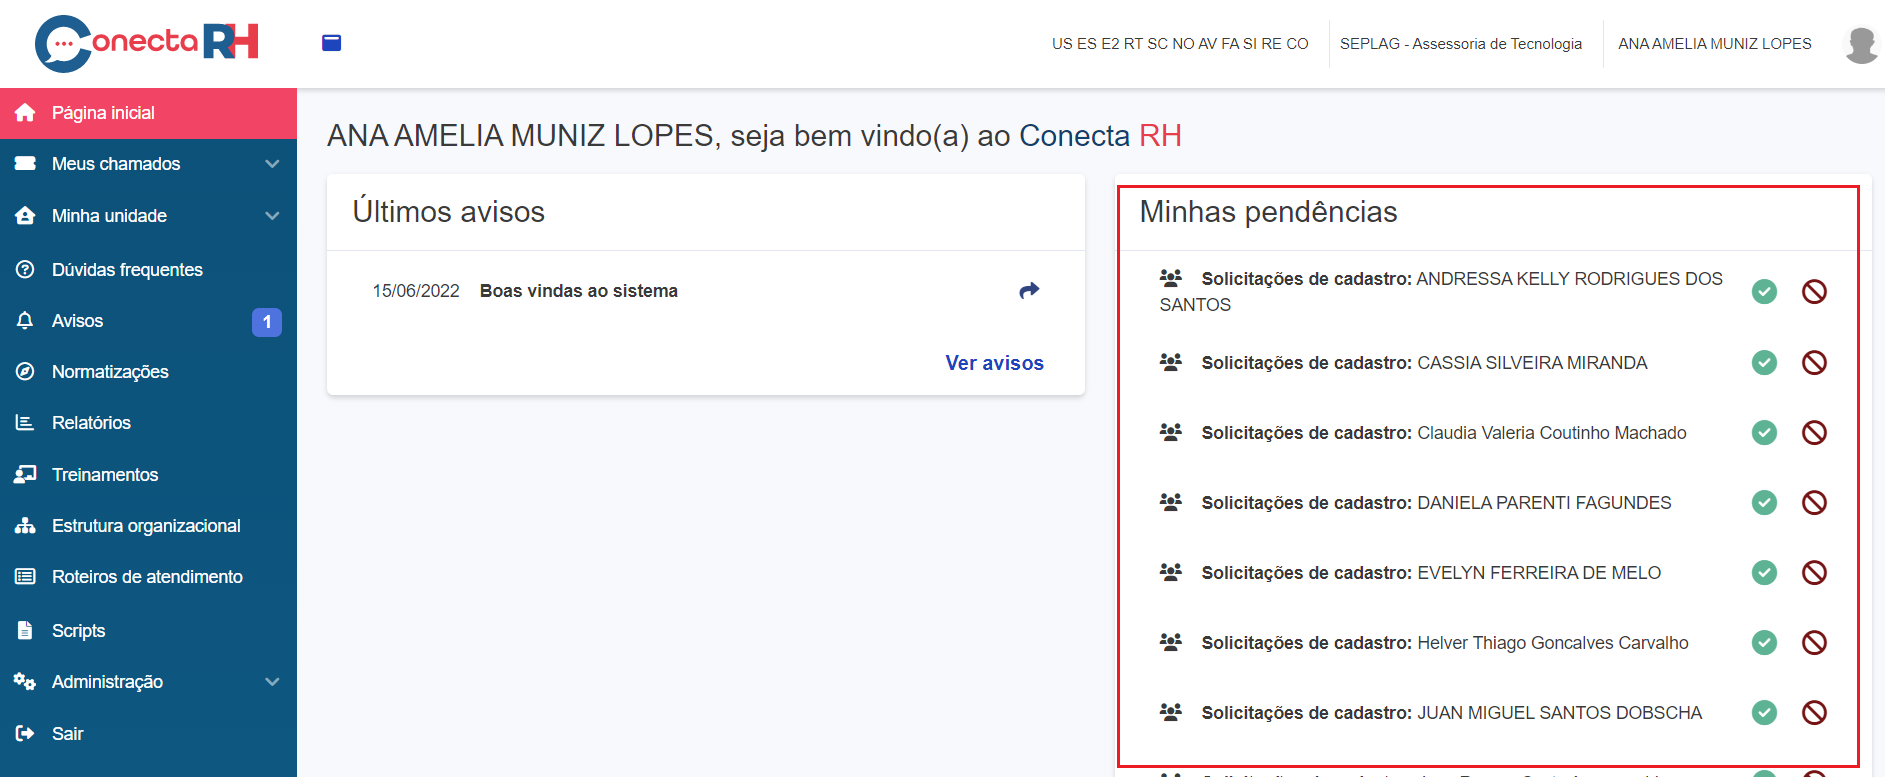 Conecta RH
US ES E2 RT SC NO AV FA SI RE CO
SEPLAG - Assessoria de Tecnologia
ANA AMELIA MUNIZ LOPES
Página inicial
Meus chamados
Minha unidade
Dúvidas frequentes
Avisos
1
Normatizações
Relatórios
Treinamentos
Estrutura organizacional
Roteiros de atendimento
Scripts
Administração
Sair
ANA AMELIA MUNIZ LOPES, seja bem vindo(a) ao Conecta RH
Últimos avisos
15/06/2022 Boas vindas ao sistema
Ver avisos
Minhas pendências
Solicitações de cadastro: ANDRESSA KELLY RODRIGUES DOS
SANTOS
Solicitações de cadastro: CASSIA SILVEIRA MIRANDA
Solicitações de cadastro: Claudia Valeria Coutinho Machado
Solicitações de cadastro: DANIELA PARENTI FAGUNDES
Solicitações de cadastro: EVELYN FERREIRA DE MELO
Solicitações de cadastro: Helver Thiago Goncalves Carvalho
Solicitações de cadastro: JUAN MIGUEL SANTOS DOBSCHA